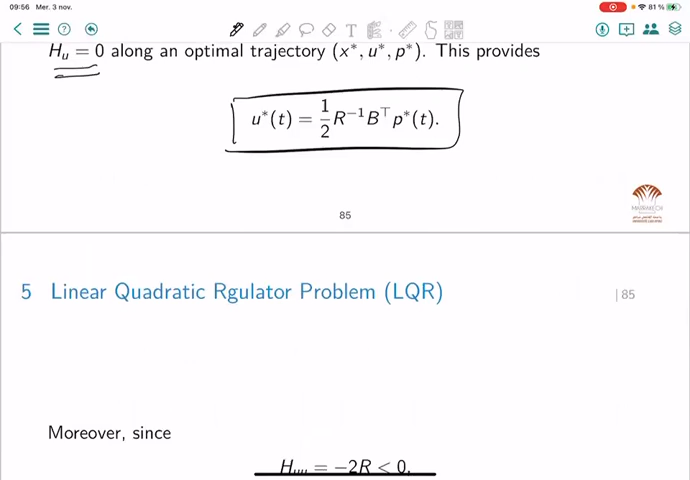 09:56 Mer. 3 nov.
81 %
H_u = 0 along an optimal trajectory (x*, u*, p*). This provides
u*(t) = 1/2 R⁻¹B⊤p*(t).
85
5 Linear Quadratic Rgulator Problem (LQR)
| 85
Moreover, since
H_uu = −2R < 0,